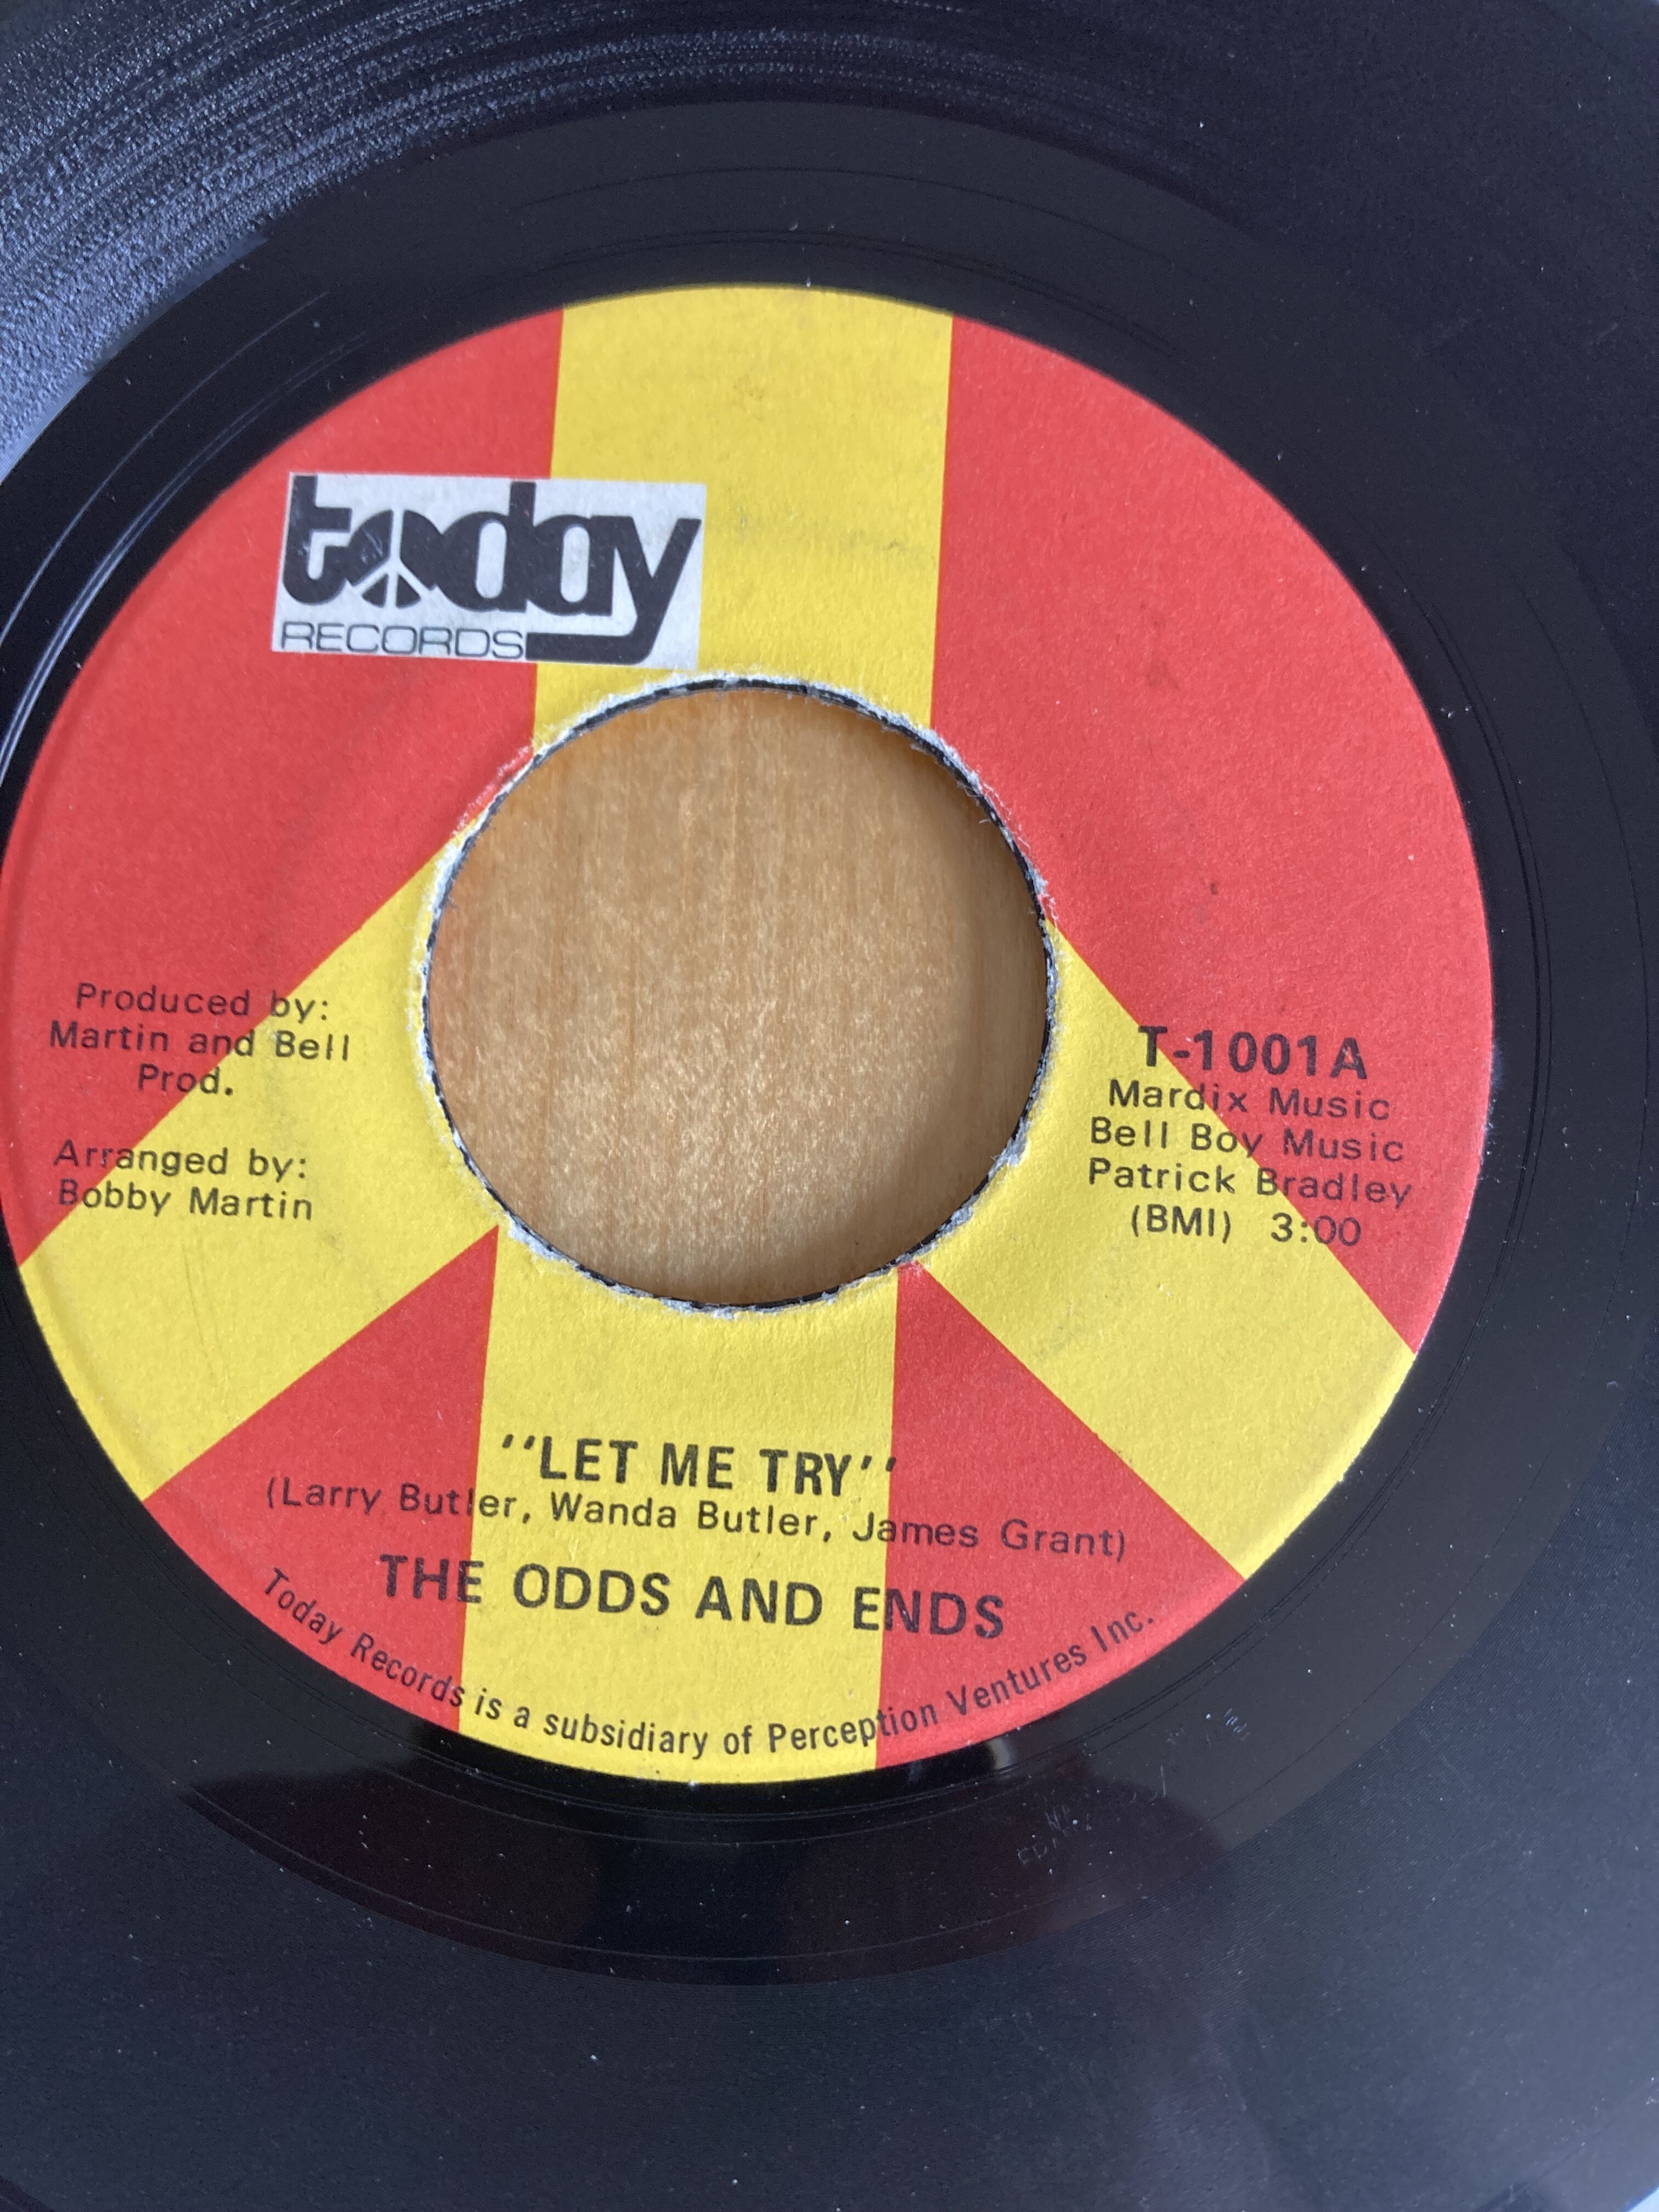 today
RECORDS
Produced by:
Martin and Bell
Prod.
Arranged by:
Bobby Martin
T-1001A
Mardix Music
Bell Boy Music
Patrick Bradley
(BMI) 3:00
"LET ME TRY"
(Larry Butler, Wanda Butler, James Grant)
THE ODDS AND ENDS
Today Records is a subsidiary of Perception Ventures Inc.